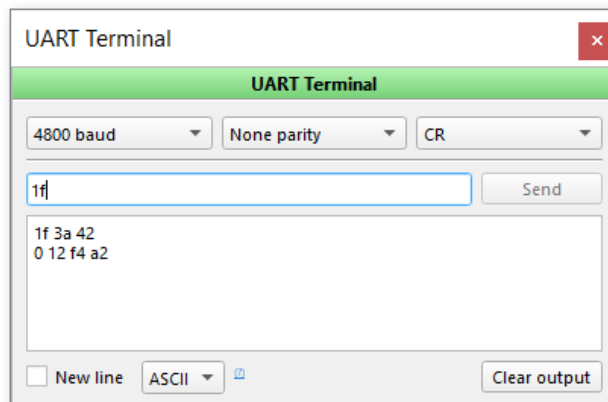 UART Terminal
UART Terminal
4800 baud None parity CR
1f Send
1f 3a 42
0 12 f4 a2
New line ASCII Clear output